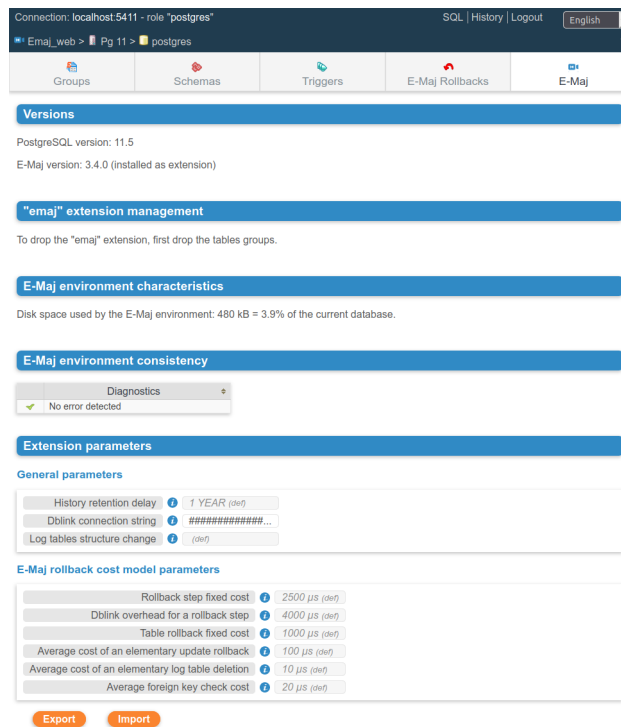 Connection: localhost:5411 - role "postgres"
SQL | History | Logout
English
Emaj_web > Pg 11 > postgres
Groups
Schemas
Triggers
E-Maj Rollbacks
E-Maj
Versions
PostgreSQL version: 11.5
E-Maj version: 3.4.0 (installed as extension)
"emaj" extension management
To drop the "emaj" extension, first drop the tables groups.
E-Maj environment characteristics
Disk space used by the E-Maj environment: 480 kB = 3.9% of the current database.
E-Maj environment consistency
Diagnostics
No error detected
Extension parameters
General parameters
History retention delay 1 YEAR (def)
Dblink connection string #############...
Log tables structure change (def)
E-Maj rollback cost model parameters
Rollback step fixed cost 2500 µs (def)
Dblink overhead for a rollback step 4000 µs (def)
Table rollback fixed cost 1000 µs (def)
Average cost of an elementary update rollback 100 µs (def)
Average cost of an elementary log table deletion 10 µs (def)
Average foreign key check cost 20 µs (def)
Export
Import